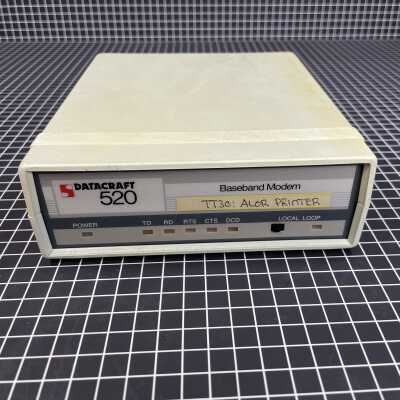 DATACRAFT
520
Baseband Modem
TT30: ALOR PRINTER
POWER
TD RD RTS CTS DCD
LOCAL LOOP